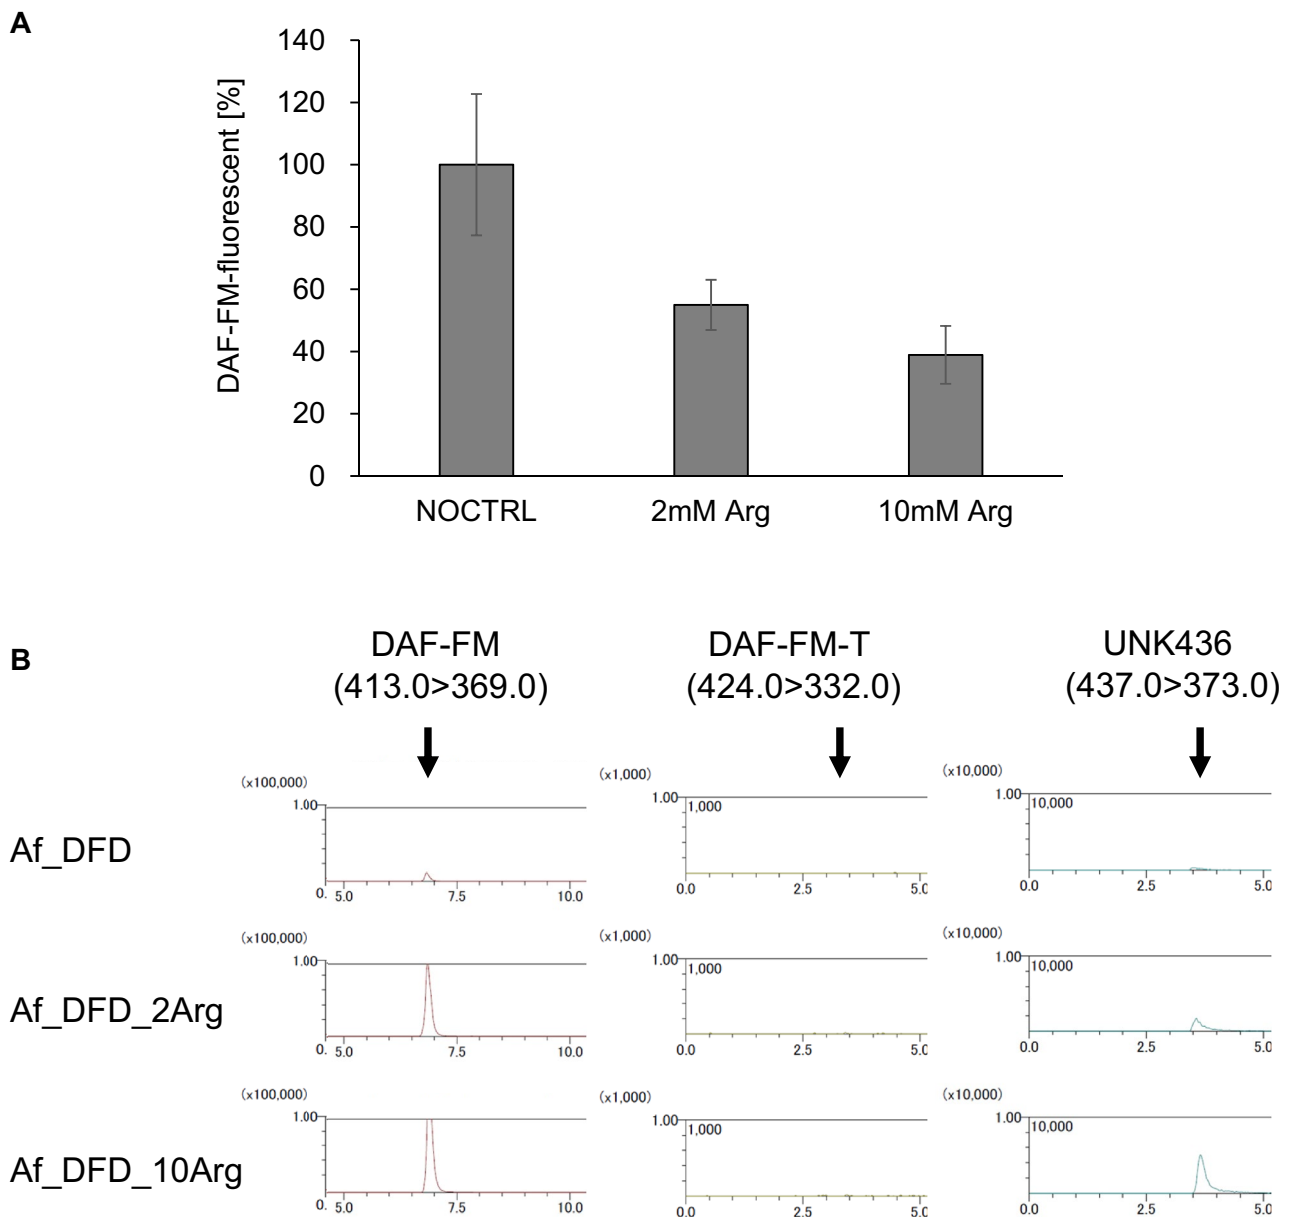 A
DAF-FM-fluorescent [%]
140
120
100
80
60
40
20
0
NOCTRL 2mM Arg 10mM Arg
B
DAF-FM DAF-FM-T UNK436
(413.0>369.0) (424.0>332.0) (437.0>373.0)
(x100,000) (x1,000) (x10,000)
1.00 1.00 1,000 1.00 10,000
Af_DFD
0. 5.0 7.5 10.0 0.0 2.5 5.0 0.0 2.5 5.0
(x100,000) (x1,000) (x10,000)
1.00 1.00 1,000 1.00 10,000
Af_DFD_2Arg
0. 5.0 7.5 10.0 0.0 2.5 5.0 0.0 2.5 5.0
(x100,000) (x1,000) (x10,000)
1.00 1.00 1,000 1.00 10,000
Af_DFD_10Arg
0. 5.0 7.5 10.0 0.0 2.5 5.0 0.0 2.5 5.0